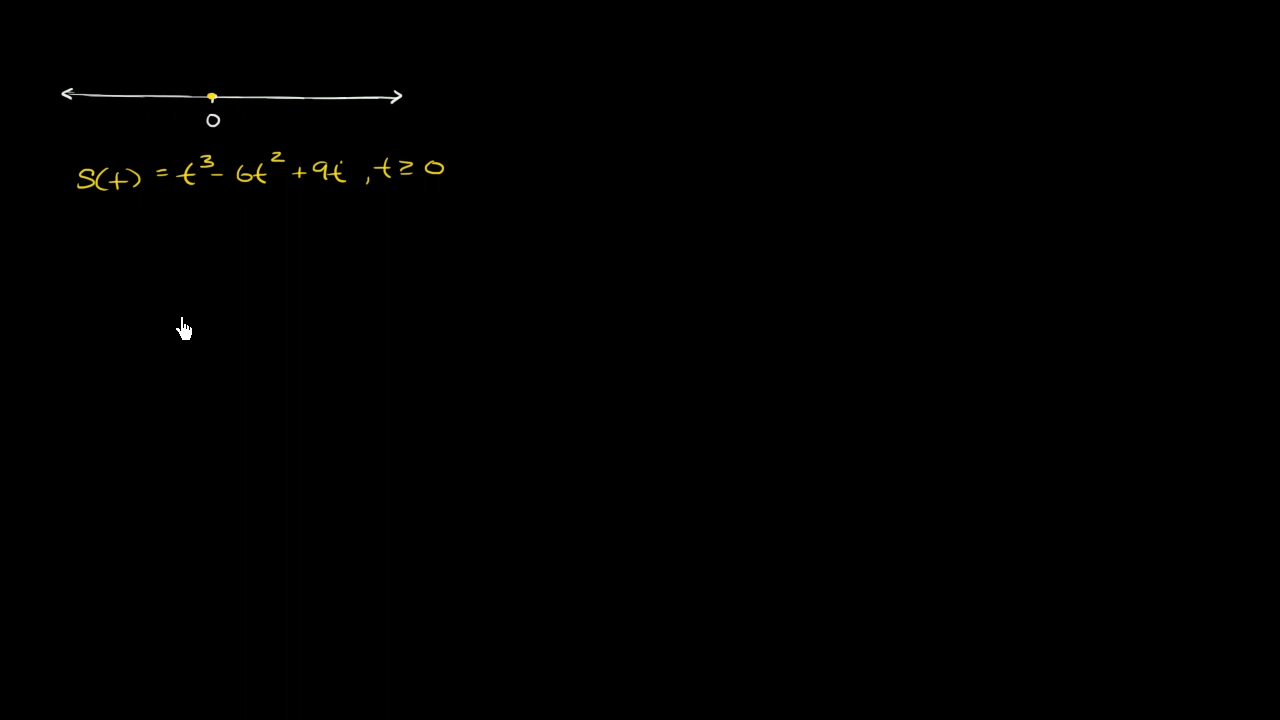 0
S(t) = t³ - 6t² + 9t , t ≥ 0